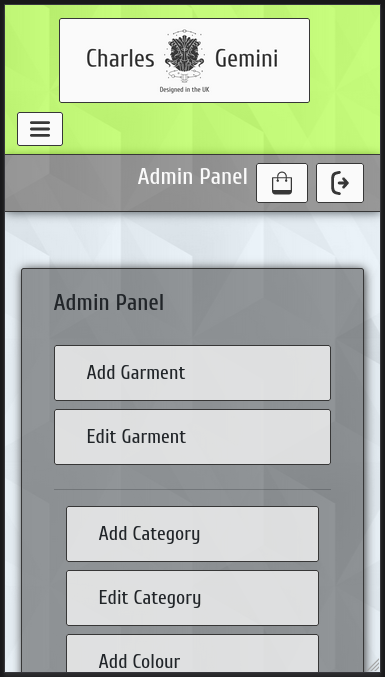 Charles Gemini
Designed in the UK
Admin Panel
Admin Panel
Add Garment
Edit Garment
Add Category
Edit Category
Add Colour